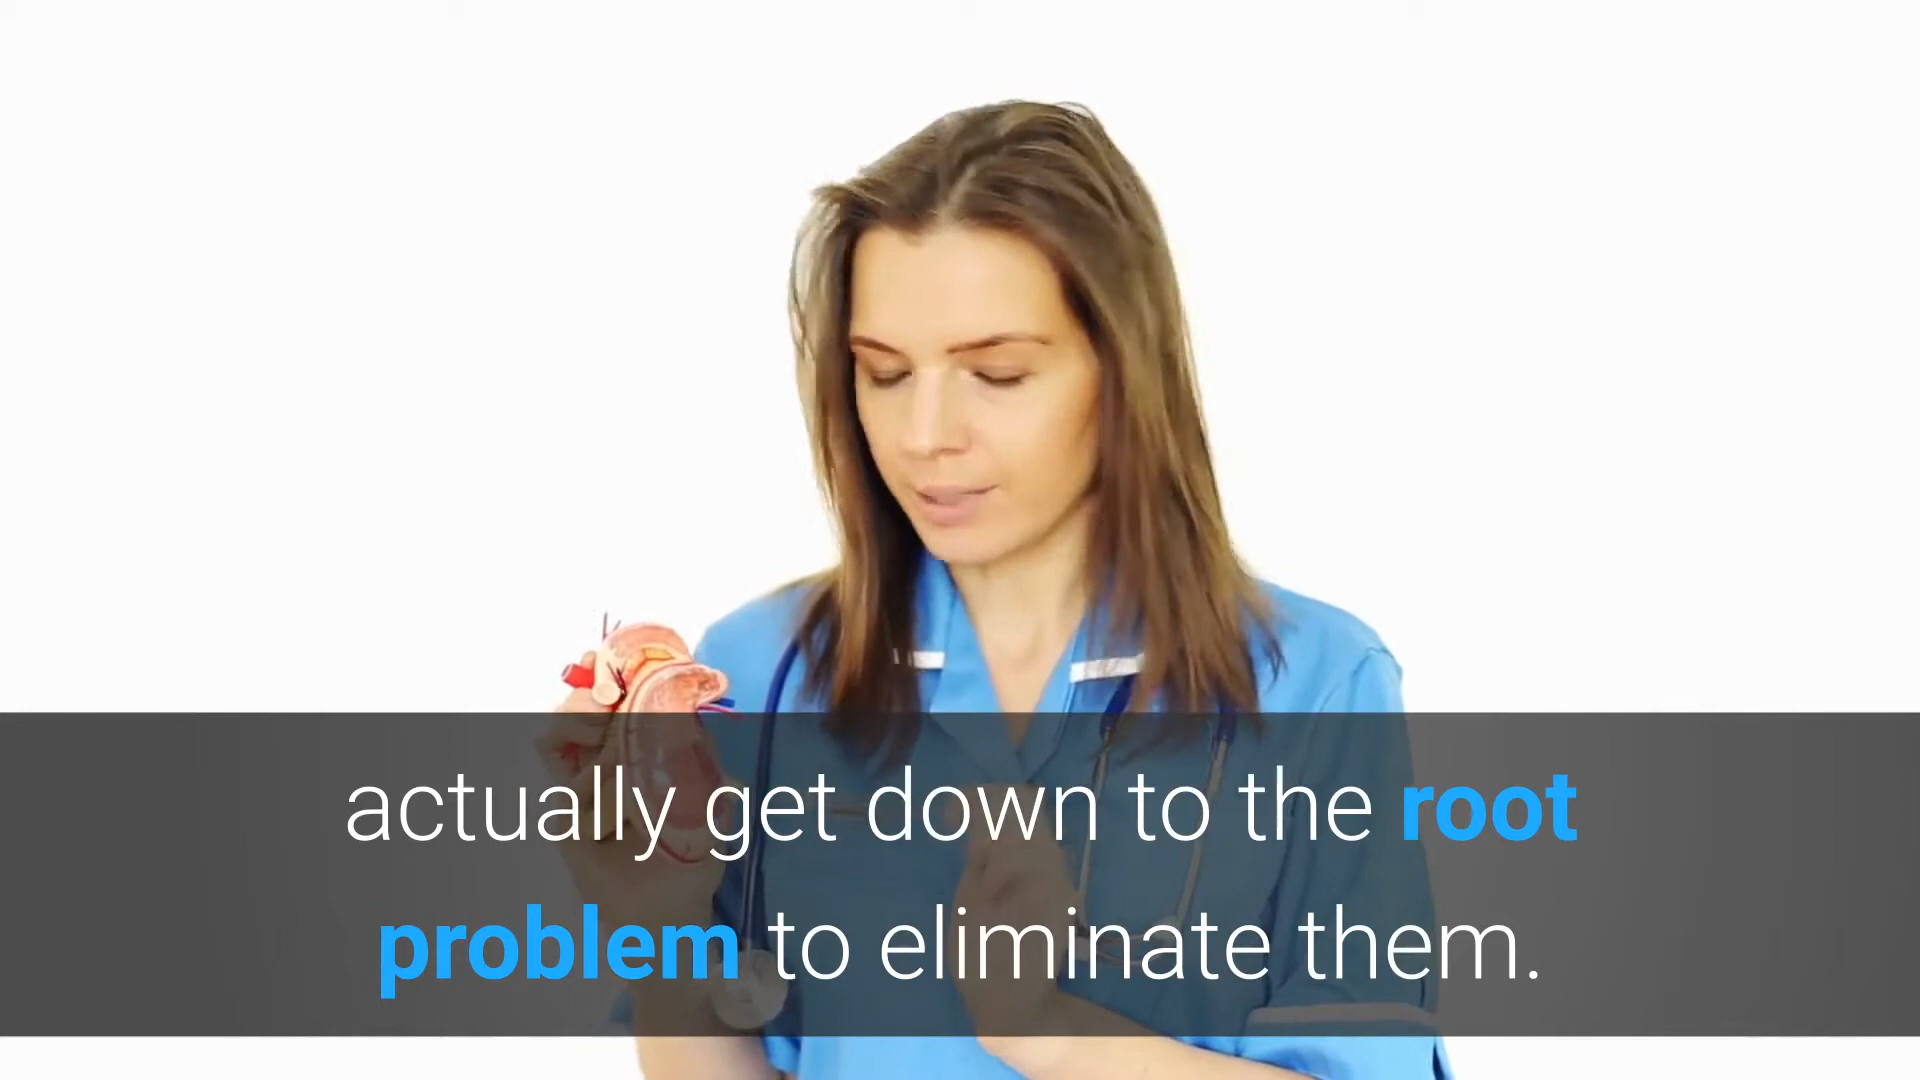 actually get down to the root
problem to eliminate them.